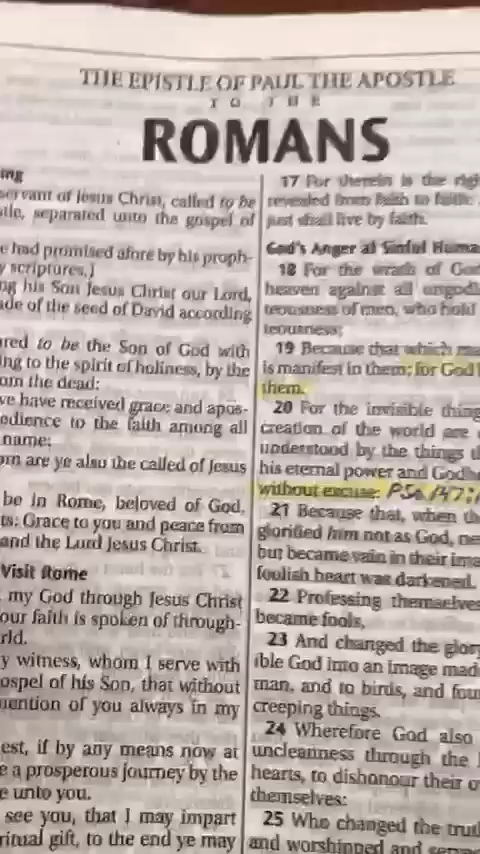 THE EPISTLE OF PAUL THE APOSTLE
TO THE
ROMANS
ing
servant of Jesus Christ, called to be
tle, separated unto the gospel of
e had promised afore by his proph-
y scriptures,)
ng his Son Jesus Christ our Lord,
ade of the seed of David according
red to be the Son of God with
ing to the spirit of holiness, by the
om the dead:
we have received grace and apos-
edience to the faith among all
name:
om are ye also the called of Jesus
be in Rome, beloved of God,
ts: Grace to you and peace from
and the Lord Jesus Christ.
Visit Rome
my God through Jesus Christ
our faith is spoken of through-
rld.
y witness, whom I serve with
ospel of his Son, that without
mention of you always in my
est, if by any means now at
e a prosperous journey by the
e unto you.
see you, that I may impart
ritual gift, to the end ye may
17 For therein is the rig
revealed from faith to faith:
just shall live by faith.
God's Anger at Sinful Huma
18 For the wrath of Go
heaven against all ungodl
teousness of men, who hold
teousness;
19 Because that which ma
is manifest in them; for God
them.
20 For the invisible thing
creation of the world are
understood by the things t
his eternal power and Godhe
without excuse: PSa 147:
21 Because that, when th
glorified him not as God, ne
but became vain in their ima
foolish heart was darkened.
22 Professing themselves
became fools,
23 And changed the glory
ible God into an image mad
man, and to birds, and four
creeping things.
24 Wherefore God also
uncleanness through the l
hearts, to dishonour their o
themselves:
25 Who changed the trut
and worshipped and serve